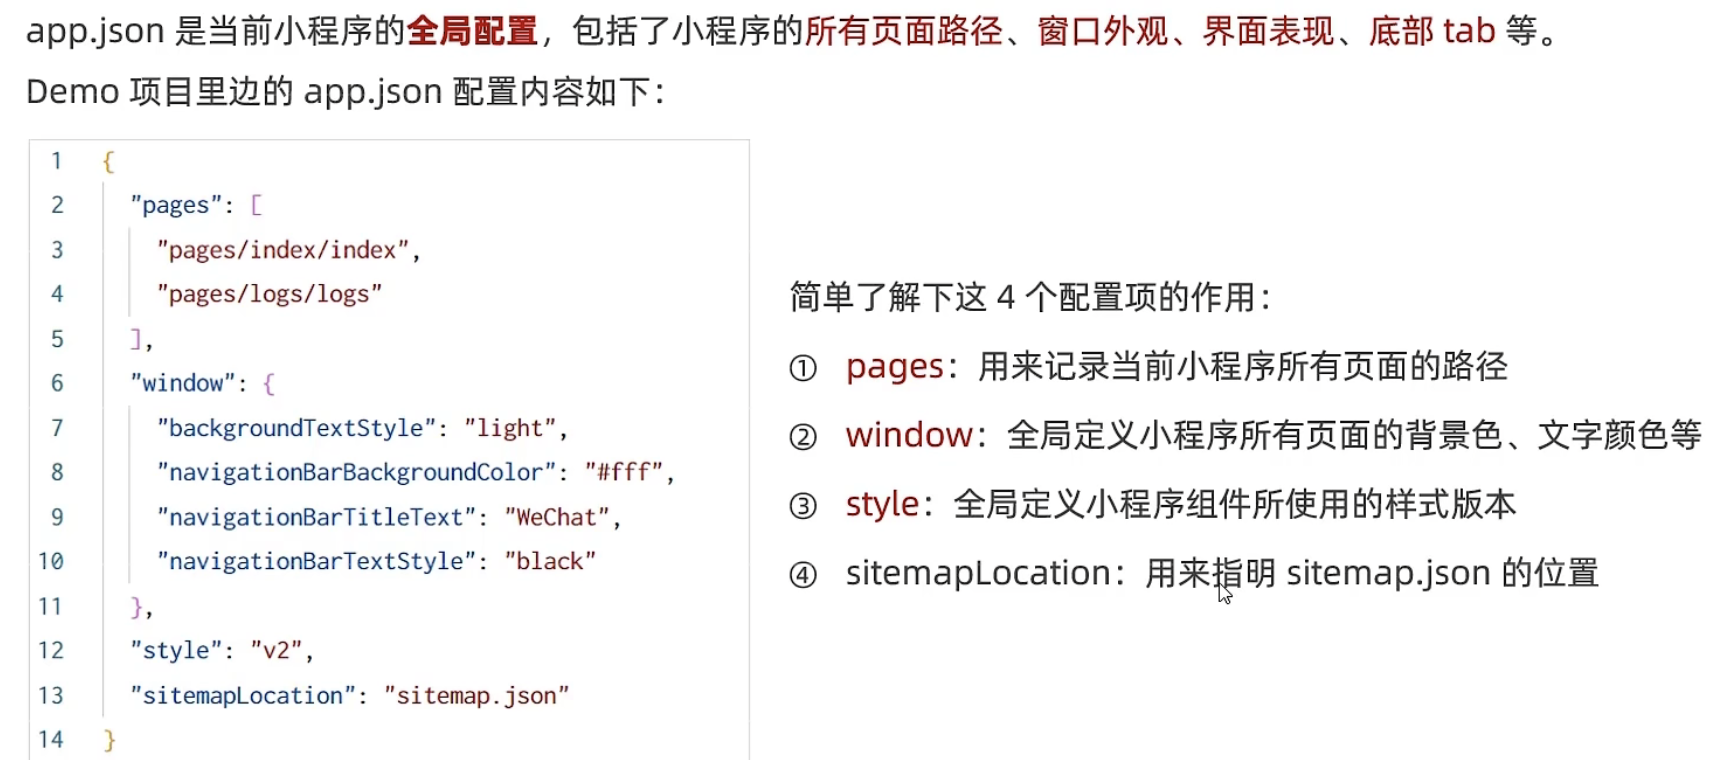 app.json 是当前小程序的全局配置，包括了小程序的所有页面路径、窗口外观、界面表现、底部 tab 等。
Demo 项目里边的 app.json 配置内容如下：
1 {
2 "pages": [
3 "pages/index/index",
4 "pages/logs/logs"
5 ],
6 "window": {
7 "backgroundTextStyle": "light",
8 "navigationBarBackgroundColor": "#fff",
9 "navigationBarTitleText": "WeChat",
10 "navigationBarTextStyle": "black"
11 },
12 "style": "v2",
13 "sitemapLocation": "sitemap.json"
14 }
简单了解下这 4 个配置项的作用：
① pages：用来记录当前小程序所有页面的路径
② window：全局定义小程序所有页面的背景色、文字颜色等
③ style：全局定义小程序组件所使用的样式版本
④ sitemapLocation：用来指明 sitemap.json 的位置